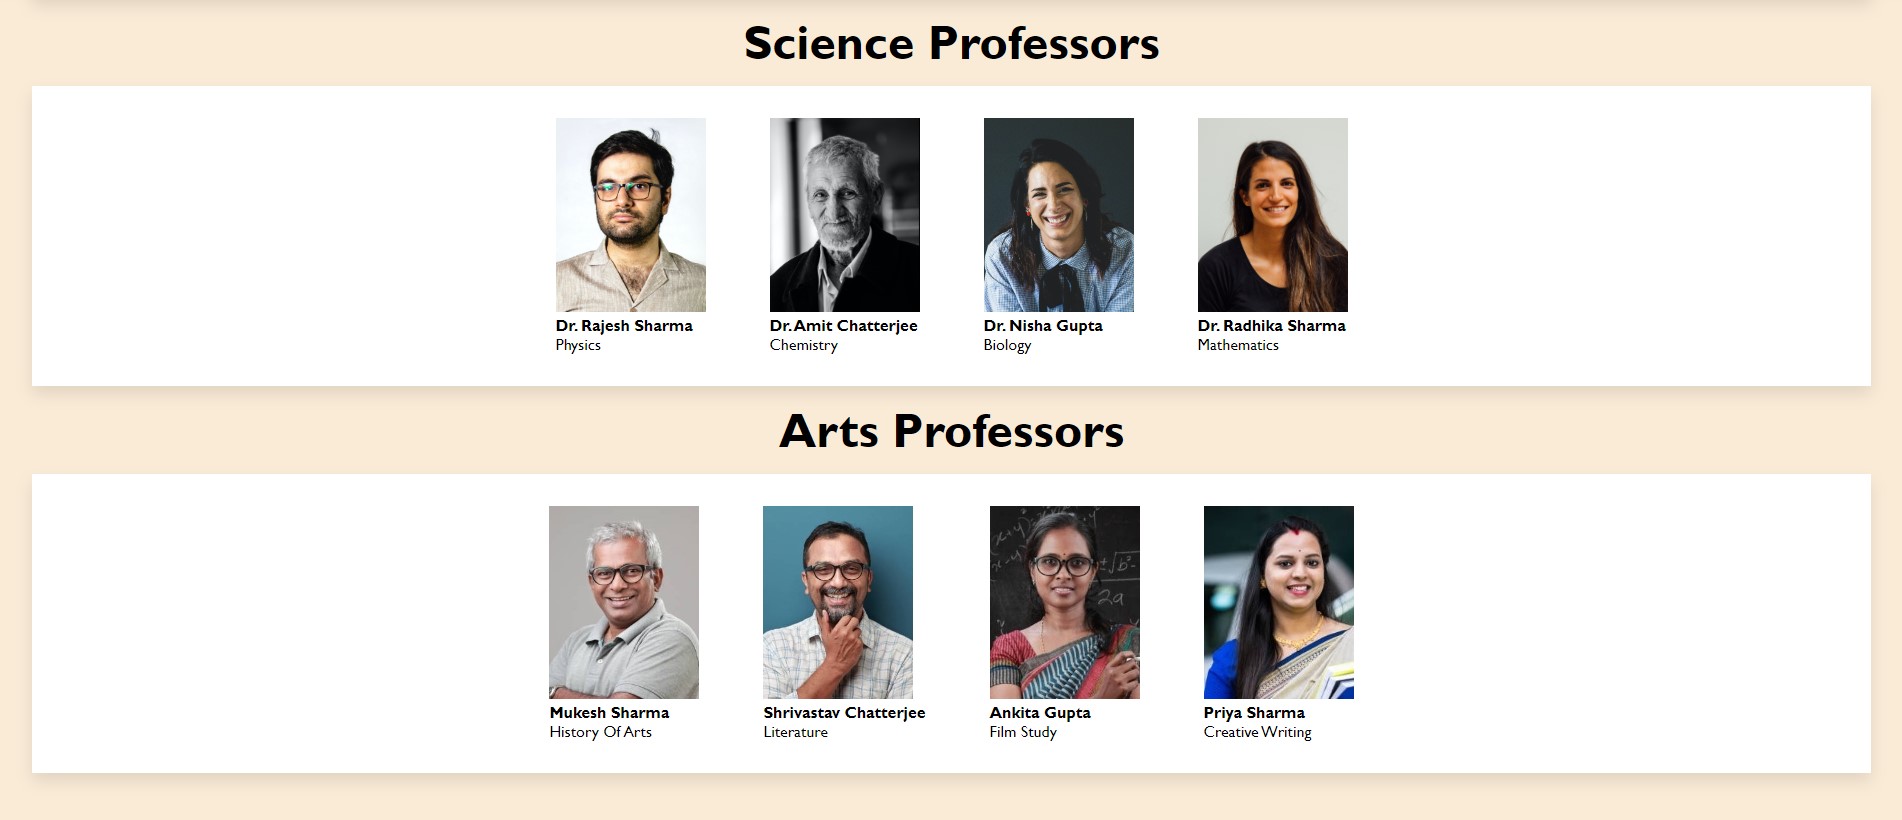 Science Professors
Dr. Rajesh Sharma
Physics
Dr. Amit Chatterjee
Chemistry
Dr. Nisha Gupta
Biology
Dr. Radhika Sharma
Mathematics
Arts Professors
Mukesh Sharma
History Of Arts
Shrivastav Chatterjee
Literature
Ankita Gupta
Film Study
Priya Sharma
Creative Writing